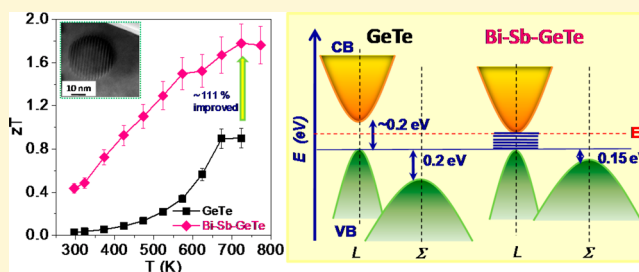 2.0
1.6
1.2
0.8
0.4
0.0
zT
10 nm
~111 %
improved
GeTe
Bi-Sb-GeTe
300 400 500 600 700 800
T (K)
GeTe
Bi-Sb-GeTe
CB
E (eV)
~0.2 eV
0.2 eV
E
0.15 eV
VB
L
Σ
L
Σ